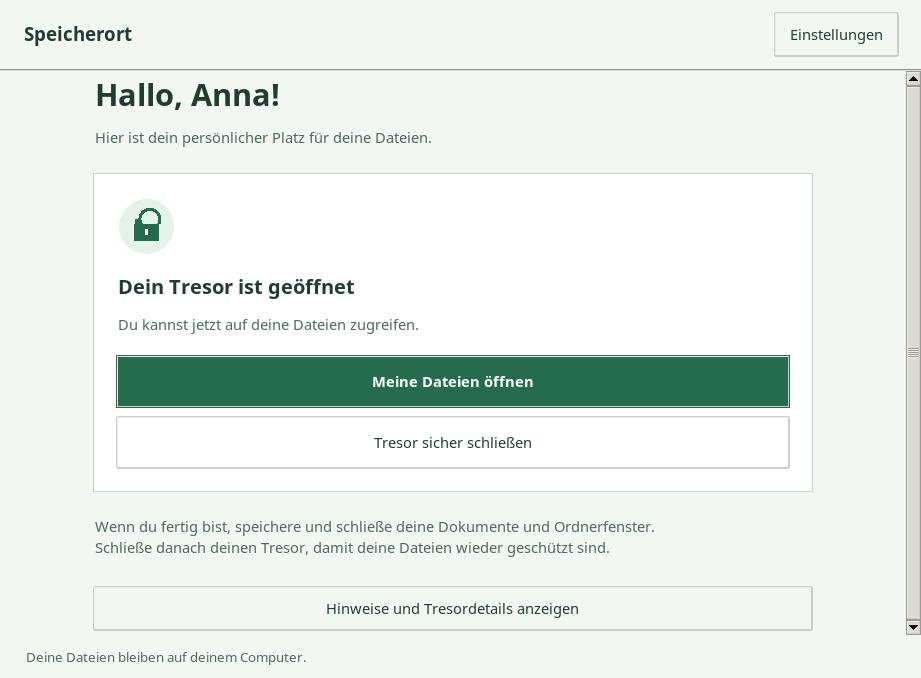 Speicherort
Einstellungen
Hallo, Anna!
Hier ist dein persönlicher Platz für deine Dateien.
Dein Tresor ist geöffnet
Du kannst jetzt auf deine Dateien zugreifen.
Meine Dateien öffnen
Tresor sicher schließen
Wenn du fertig bist, speichere und schließe deine Dokumente und Ordnerfenster.
Schließe danach deinen Tresor, damit deine Dateien wieder geschützt sind.
Hinweise und Tresordetails anzeigen
Deine Dateien bleiben auf deinem Computer.